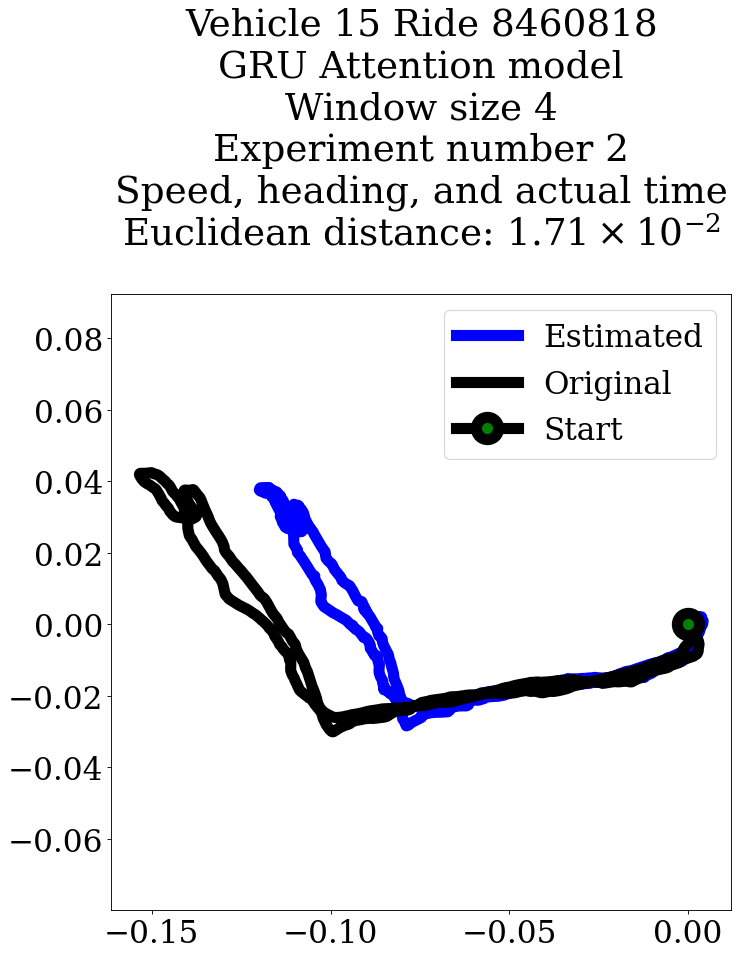 Vehicle 15 Ride 8460818
GRU Attention model
Window size 4
Experiment number 2
Speed, heading, and actual time
Euclidean distance: 1.71 × 10⁻²
Estimated
Original
Start
0.08
0.06
0.04
0.02
0.00
−0.02
−0.04
−0.06
−0.15
−0.10
−0.05
0.00